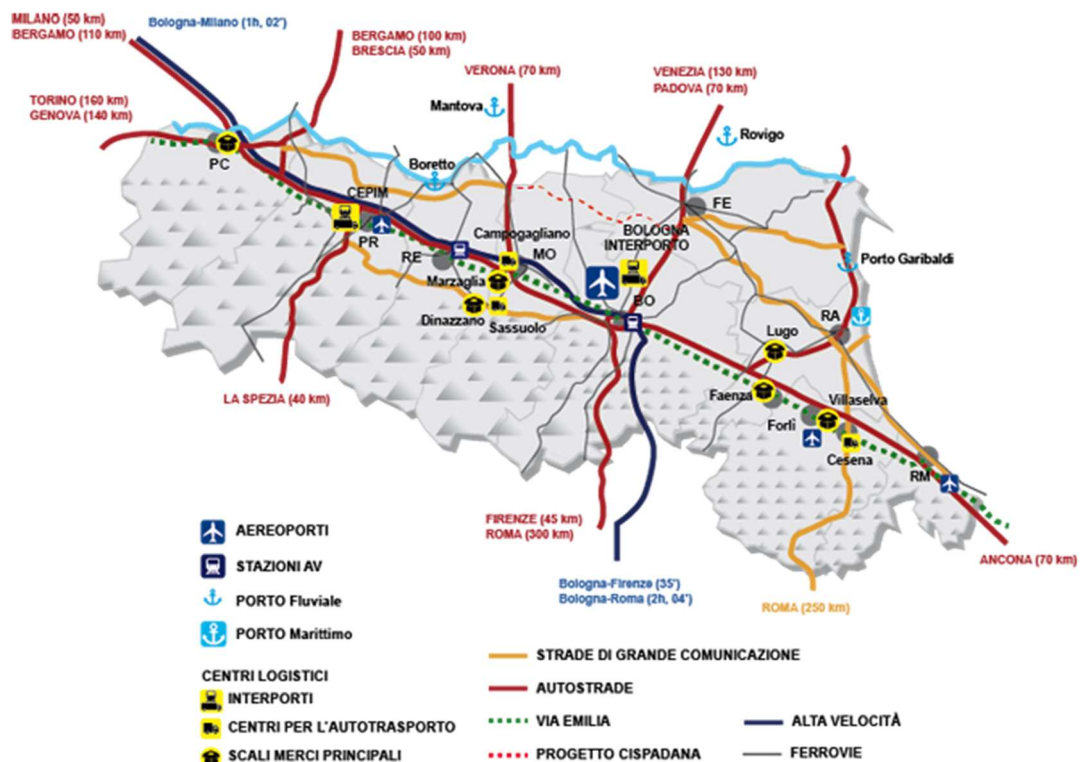 MILANO (50 km)
BERGAMO (110 km)
Bologna-Milano (1h, 02')
BERGAMO (100 km)
BRESCIA (50 km)
VERONA (70 km)
VENEZIA (130 km)
PADOVA (70 km)
TORINO (160 km)
GENOVA (140 km)
Mantova
Rovigo
PC
Boretto
CEPIM
FE
PR
Campogagliano
BOLOGNA
INTERPORTO
RE
MO
Porto Garibaldi
Marzaglia
BO
Dinazzano
Sassuolo
RA
Lugo
LA SPEZIA (40 km)
Faenza
Villaselva
Forlì
Cesena
RM
FIRENZE (45 km)
ROMA (300 km)
ANCONA (70 km)
Bologna-Firenze (35')
Bologna-Roma (2h, 04')
ROMA (250 km)
AEREOPORTI
STAZIONI AV
PORTO Fluviale
PORTO Marittimo
CENTRI LOGISTICI
INTERPORTI
CENTRI PER L'AUTOTRASPORTO
SCALI MERCI PRINCIPALI
STRADE DI GRANDE COMUNICAZIONE
AUTOSTRADE
VIA EMILIA
PROGETTO CISPADANA
ALTA VELOCITÀ
FERROVIE